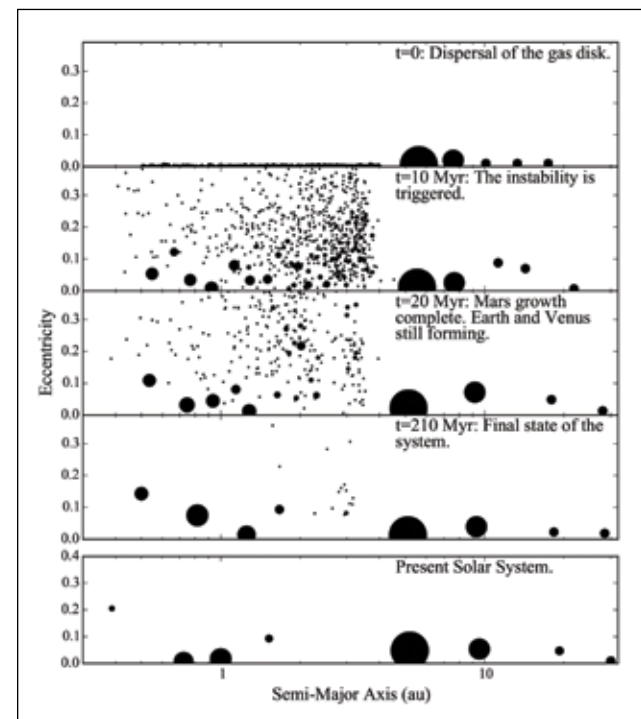 t=0: Dispersal of the gas disk.
0.3
0.2
0.1
0.0
t=10 Myr: The instability is
triggered.
0.3
0.2
0.1
0.0
t=20 Myr: Mars growth
complete. Earth and Venus
still forming.
0.3
0.2
0.1
0.0
Eccentricity
t=210 Myr: Final state of the
system.
0.3
0.2
0.1
0.0
Present Solar System.
0.4
0.3
0.2
0.1
0.0
1
10
Semi-Major Axis (au)